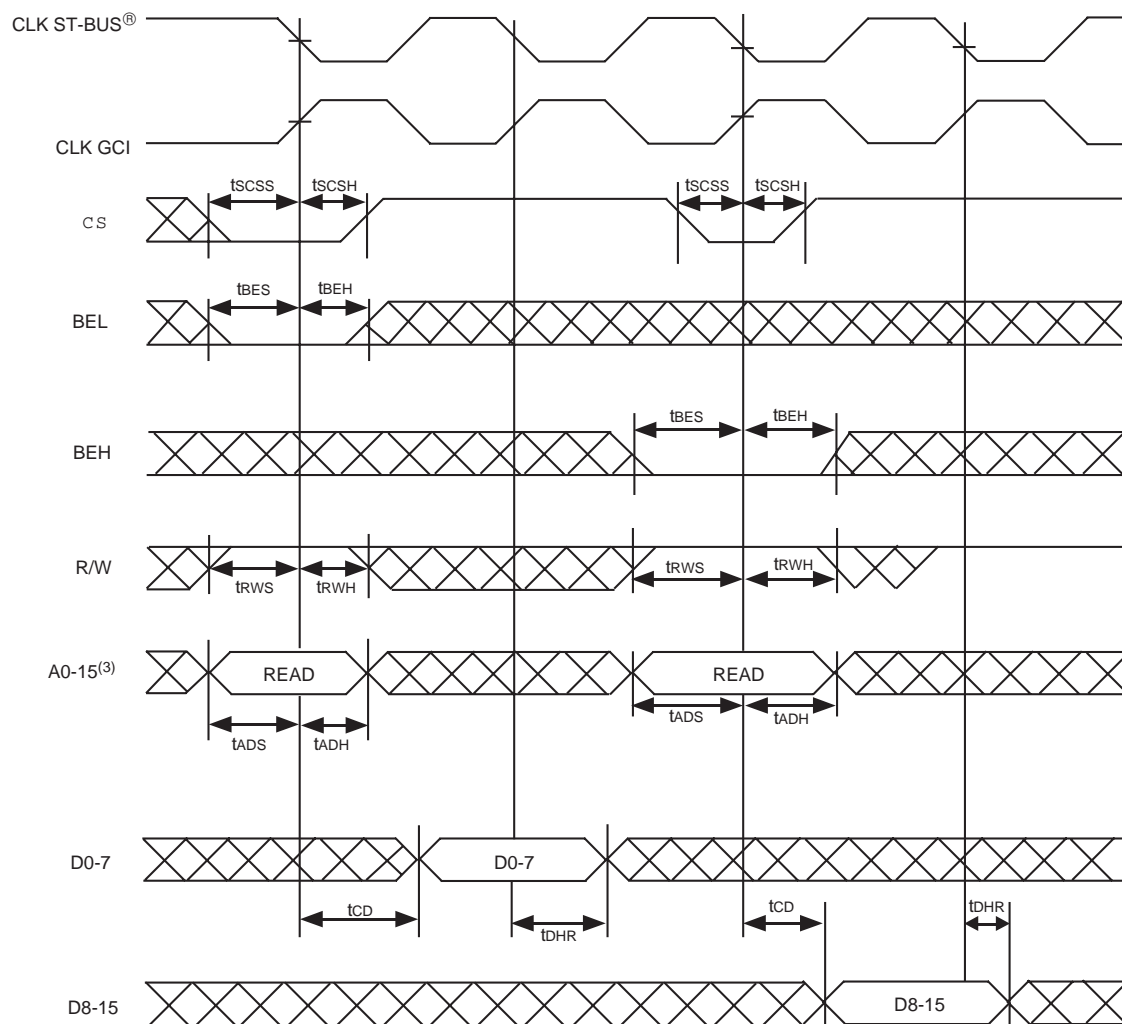 CLK ST-BUS®
CLK GCI
tSCSS tSCSH tSCSS tSCSH
CS
tBES tBEH
BEL
tBES tBEH
BEH
R/W
tRWS tRWH tRWS tRWH
A0-15(3) READ READ
tADS tADH tADS tADH
D0-7 D0-7
tCD tDHR tCD tDHR
D8-15 D8-15